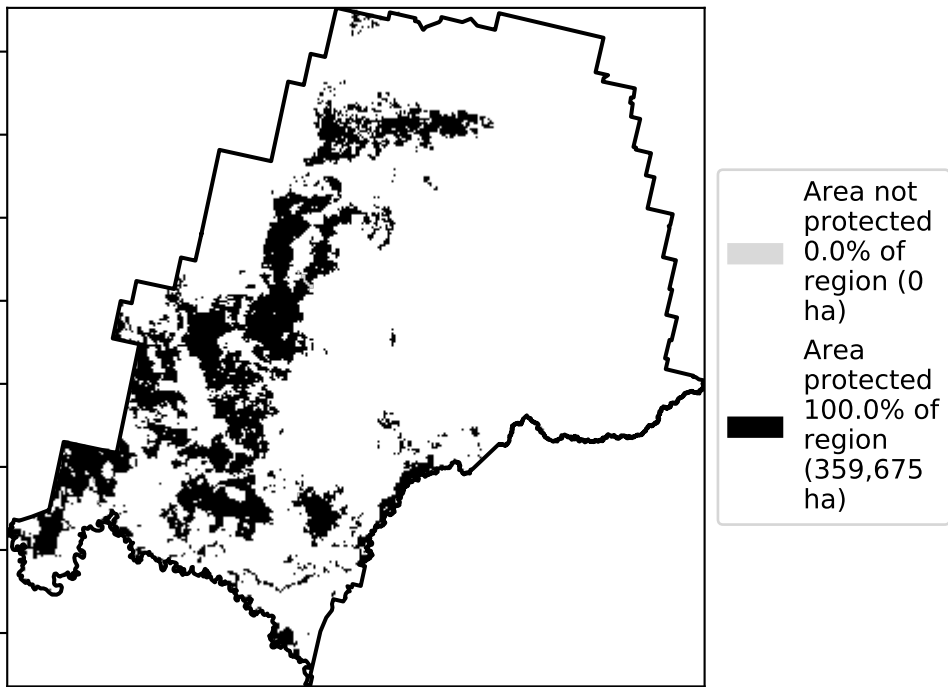 Area not
protected
0.0% of
region (0
ha)
Area
protected
100.0% of
region
(359,675
ha)